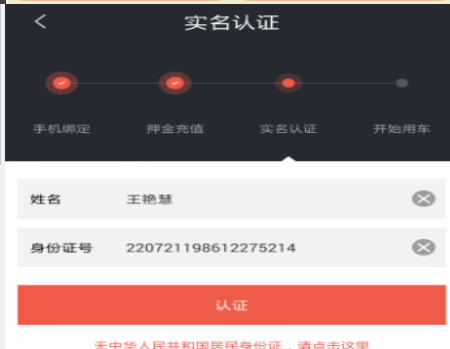 实名认证
手机绑定 押金充值 实名认证 开始用车
姓名 王艳慧
身份证号 220721198612275214
认证
无中华人民共和国居民身份证，请点击这里